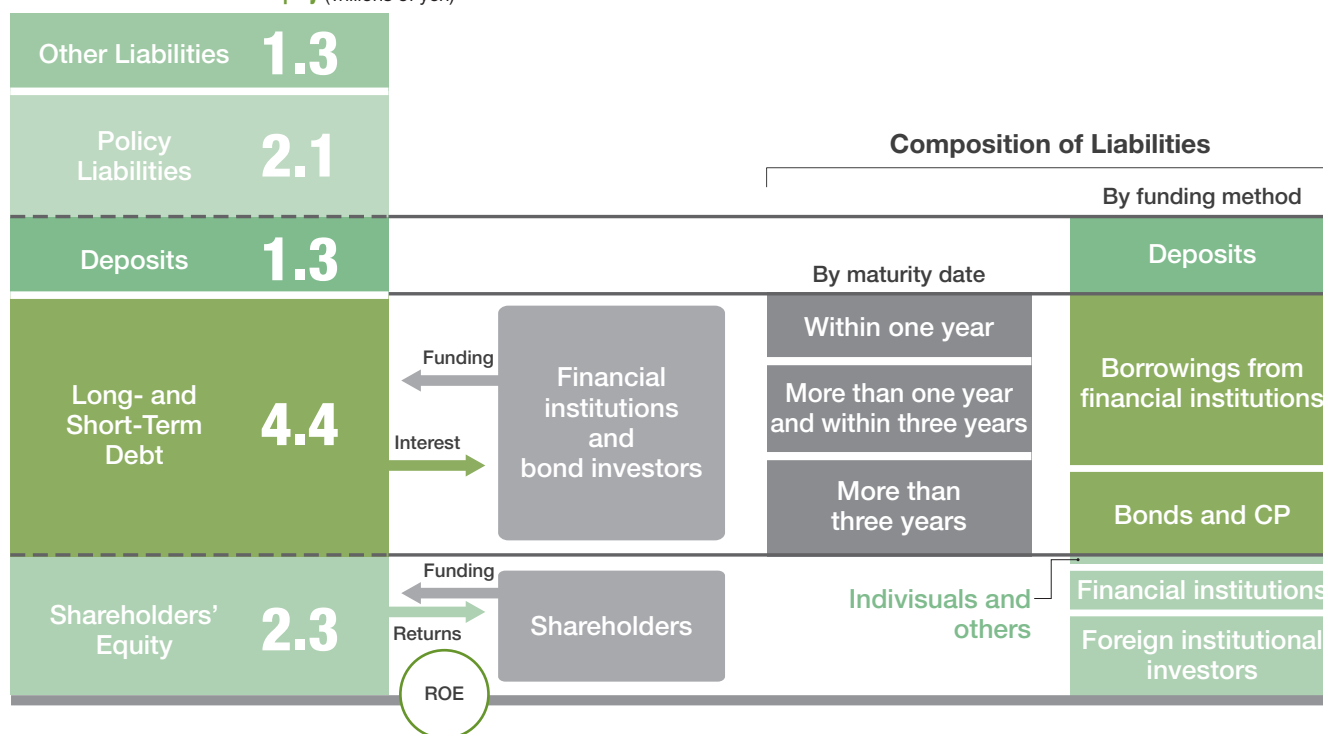 Other Liabilities 1.3
Policy
Liabilities
2.1
Composition of Liabilities
By funding method
Deposits 1.3
By maturity date
Deposits
Long- and
Short-Term
Debt
4.4
Funding
Interest
Financial
institutions
and
bond investors
Within one year
More than one year
and within three years
More than
three years
Borrowings from
financial institutions
Bonds and CP
Shareholders'
Equity
2.3
Funding
Returns
ROE
Shareholders
Indivisuals and
others
Financial institutions
Foreign institutional
investors